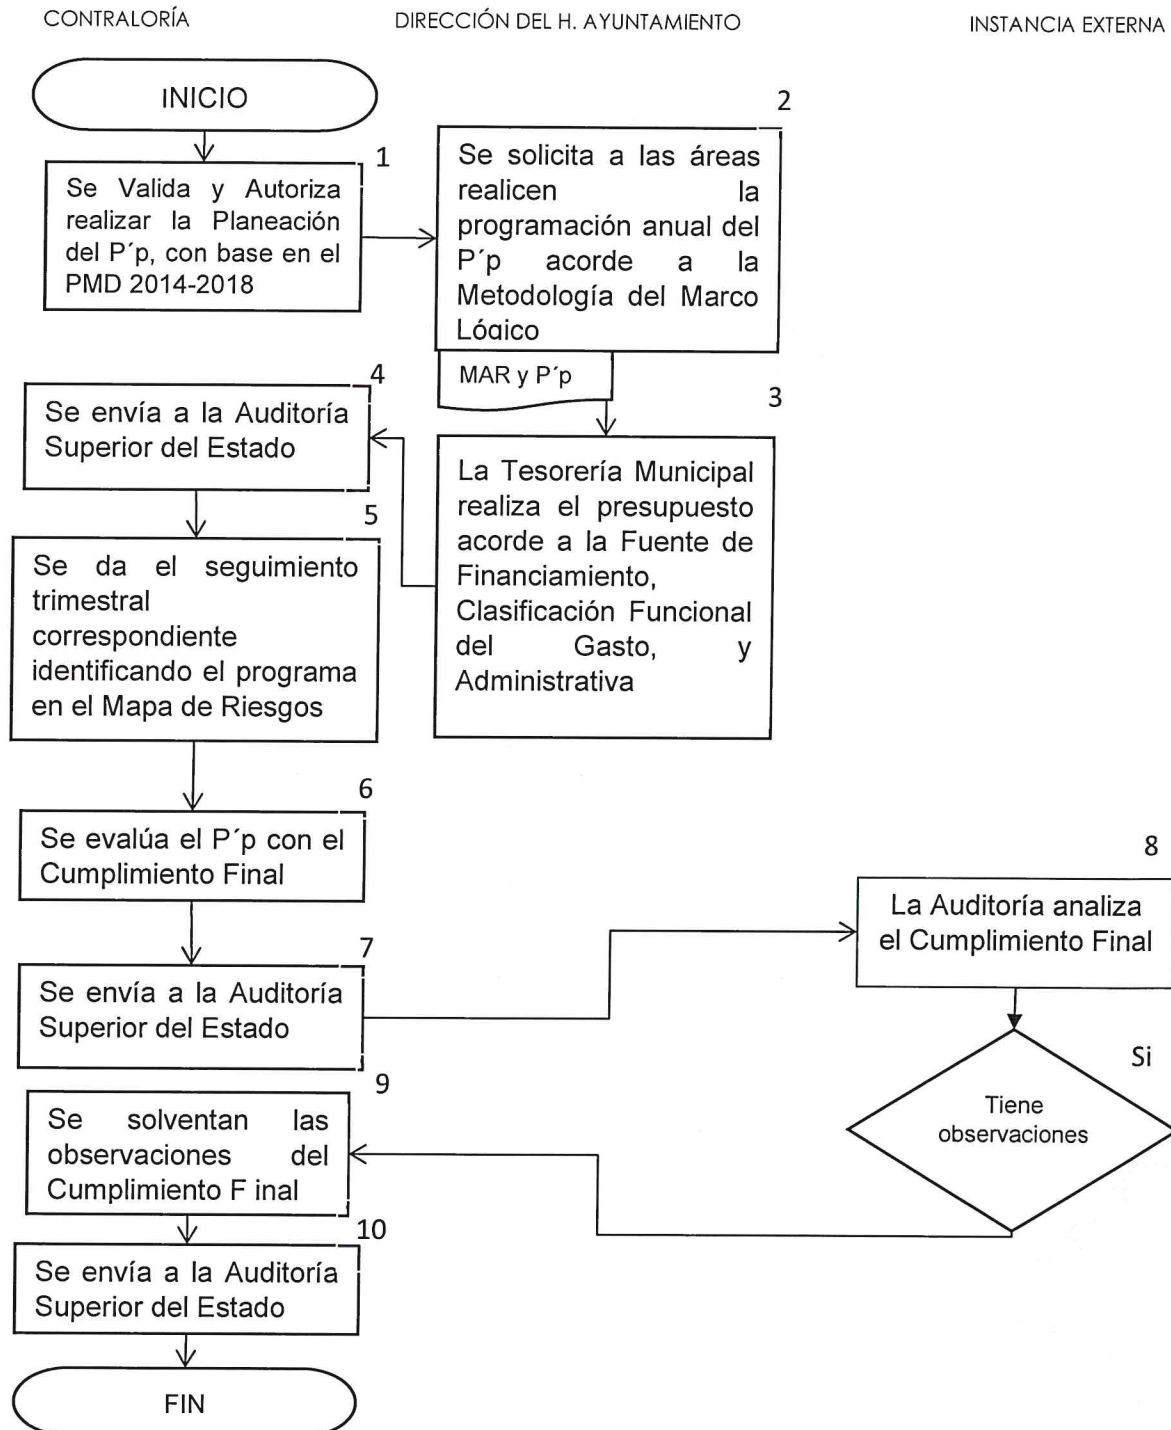 CONTRALORÍA
DIRECCIÓN DEL H. AYUNTAMIENTO
INSTANCIA EXTERNA
INICIO
1
Se Valida y Autoriza
realizar la Planeación
del P´p, con base en el
PMD 2014-2018
2
Se solicita a las áreas
realicen la
programación anual del
P´p acorde a la
Metodología del Marco
Lógico
MAR y P´p
3
La Tesorería Municipal
realiza el presupuesto
acorde a la Fuente de
Financiamiento,
Clasificación Funcional
del Gasto, y
Administrativa
4
Se envía a la Auditoría
Superior del Estado
5
Se da el seguimiento
trimestral
correspondiente
identificando el programa
en el Mapa de Riesgos
6
Se evalúa el P´p con el
Cumplimiento Final
7
Se envía a la Auditoría
Superior del Estado
8
La Auditoría analiza
el Cumplimiento Final
Si
Tiene
observaciones
9
Se solventan las
observaciones del
Cumplimiento F inal
10
Se envía a la Auditoría
Superior del Estado
FIN